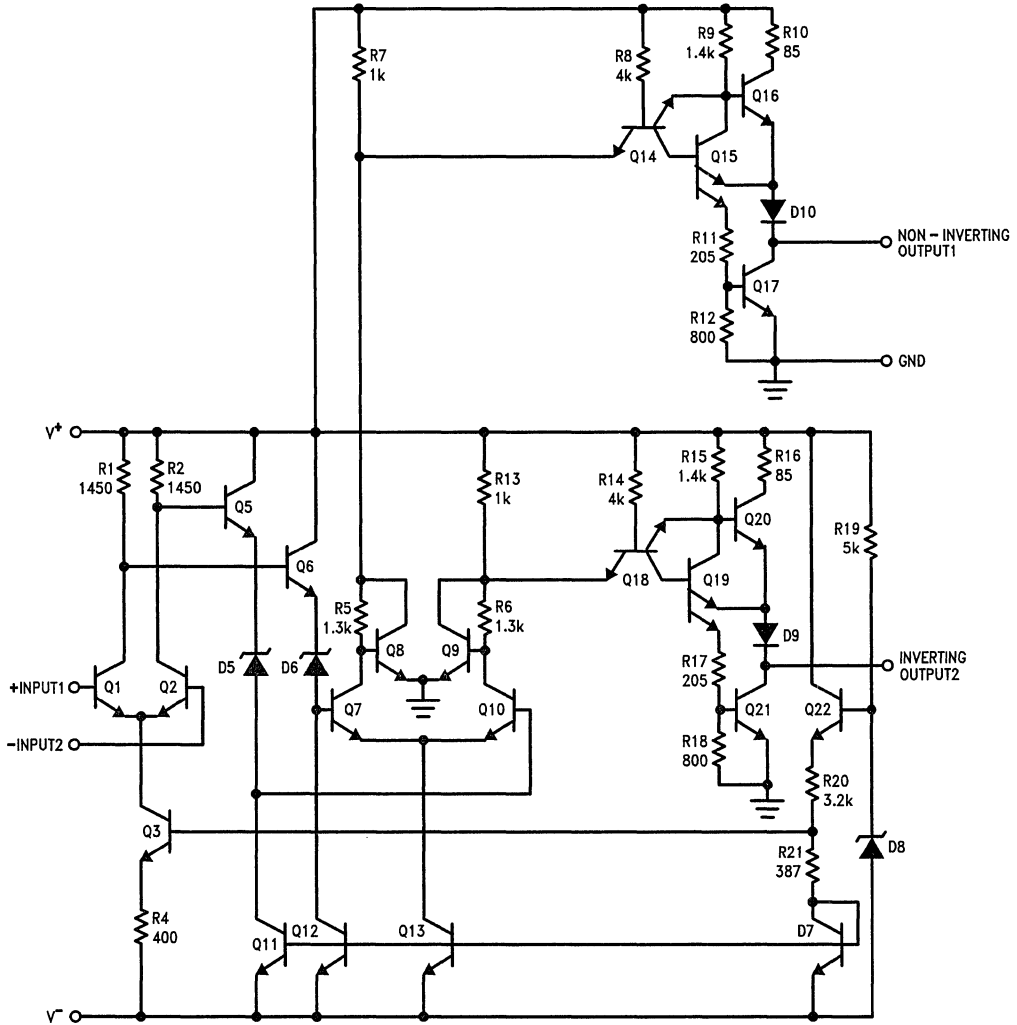 R7
1k
R8
4k
R9
1.4k
R10
85
Q16
Q14
Q15
D10
NON-INVERTING
OUTPUT1
R11
205
Q17
R12
800
GND
V+
R1
1450
R2
1450
Q5
R13
1k
R14
4k
R15
1.4k
R16
85
Q20
R19
5k
Q6
Q18
Q19
R5
1.3k
R6
1.3k
Q8
Q9
D9
D5
D6
R17
205
INVERTING
OUTPUT2
+INPUT1
Q1
Q2
Q7
Q10
Q21
Q22
-INPUT2
R18
800
R20
3.2k
Q3
R21
387
D8
R4
400
Q11
Q12
Q13
D7
V-